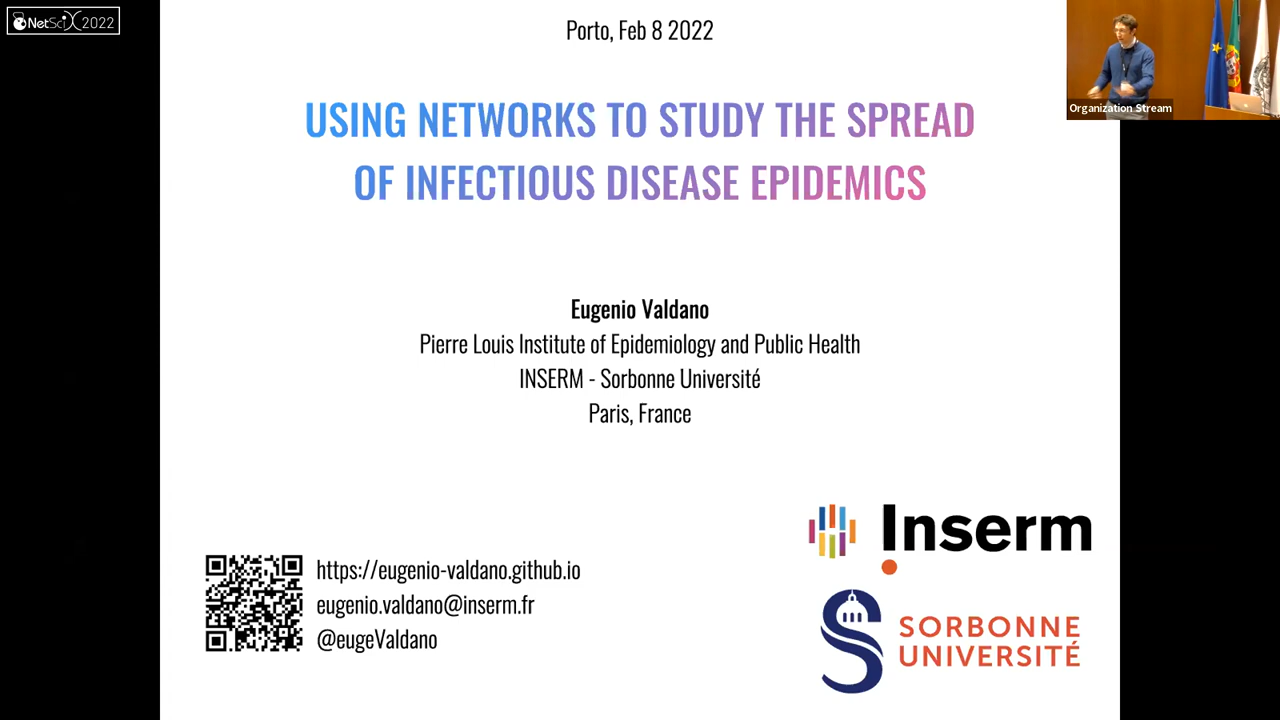 NetSciX 2022
Porto, Feb 8 2022
Organization Stream
USING NETWORKS TO STUDY THE SPREAD
OF INFECTIOUS DISEASE EPIDEMICS
Eugenio Valdano
Pierre Louis Institute of Epidemiology and Public Health
INSERM - Sorbonne Université
Paris, France
https://eugenio-valdano.github.io
eugenio.valdano@inserm.fr
@eugeValdano
Inserm
SORBONNE
UNIVERSITÉ